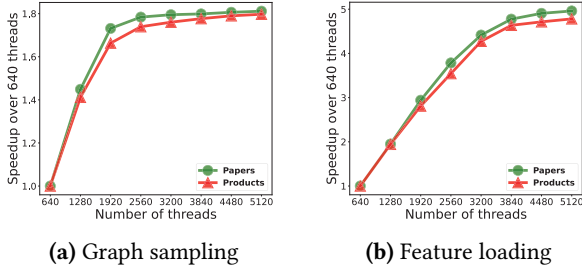 Speedup over 640 threads
1.8
1.6
1.4
1.2
1.0
Papers
Products
640 1280 1920 2560 3200 3840 4480 5120
Number of threads
(a) Graph sampling
Speedup over 640 threads
5
4
3
2
1
Papers
Products
640 1280 1920 2560 3200 3840 4480 5120
Number of threads
(b) Feature loading